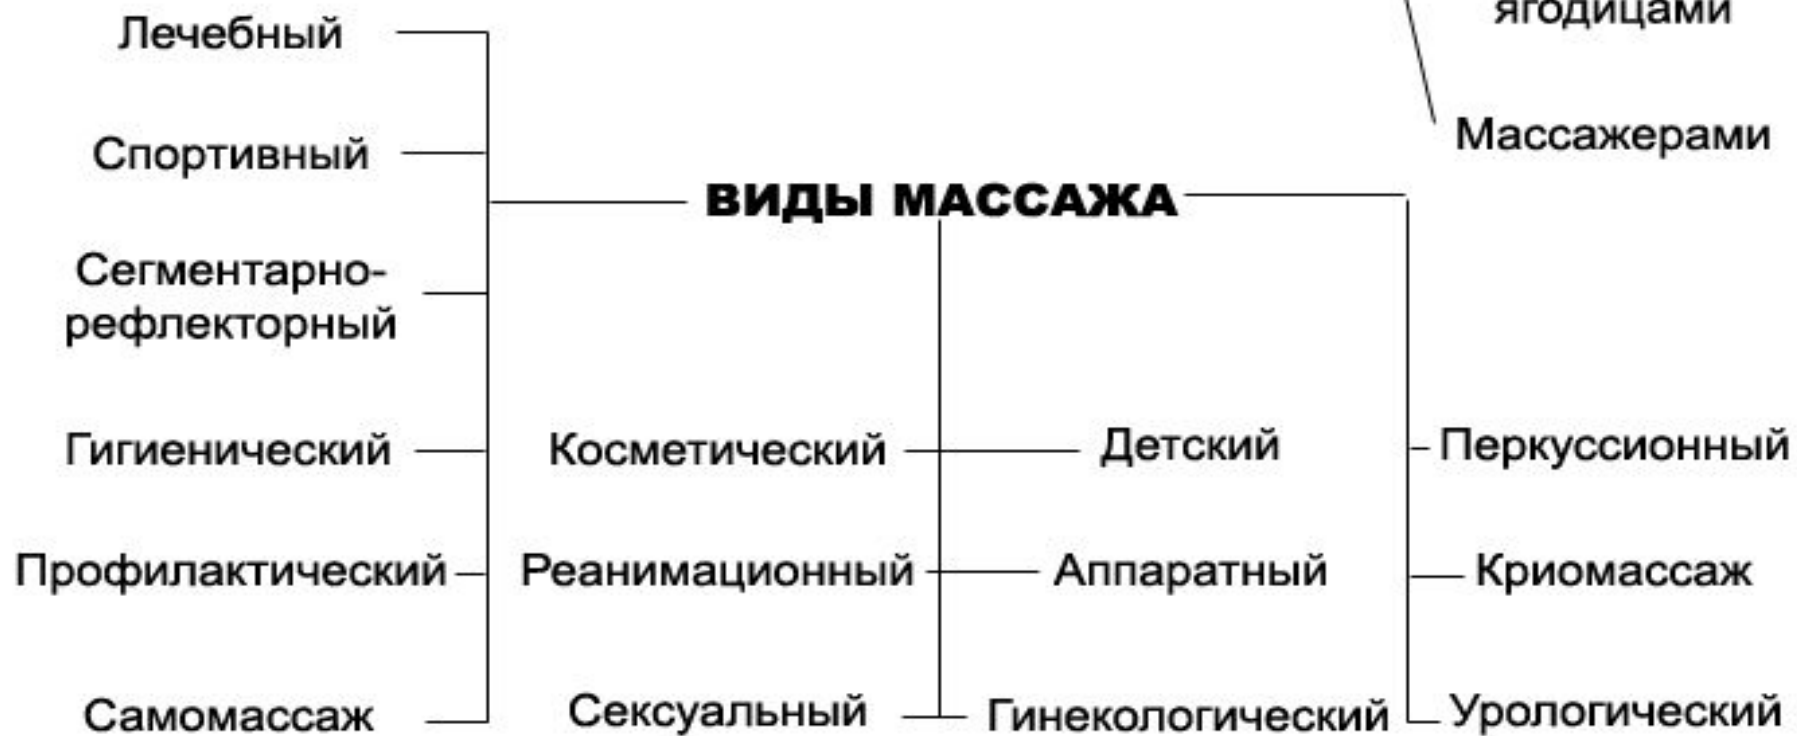 ягодицами
Массажерами
ВИДЫ МАССАЖА
Лечебный
Спортивный
Сегментарно-
рефлекторный
Гигиенический
Профилактический
Самомассаж
Косметический
Реанимационный
Сексуальный
Детский
Аппаратный
Гинекологический
Перкуссионный
Криомассаж
Урологический